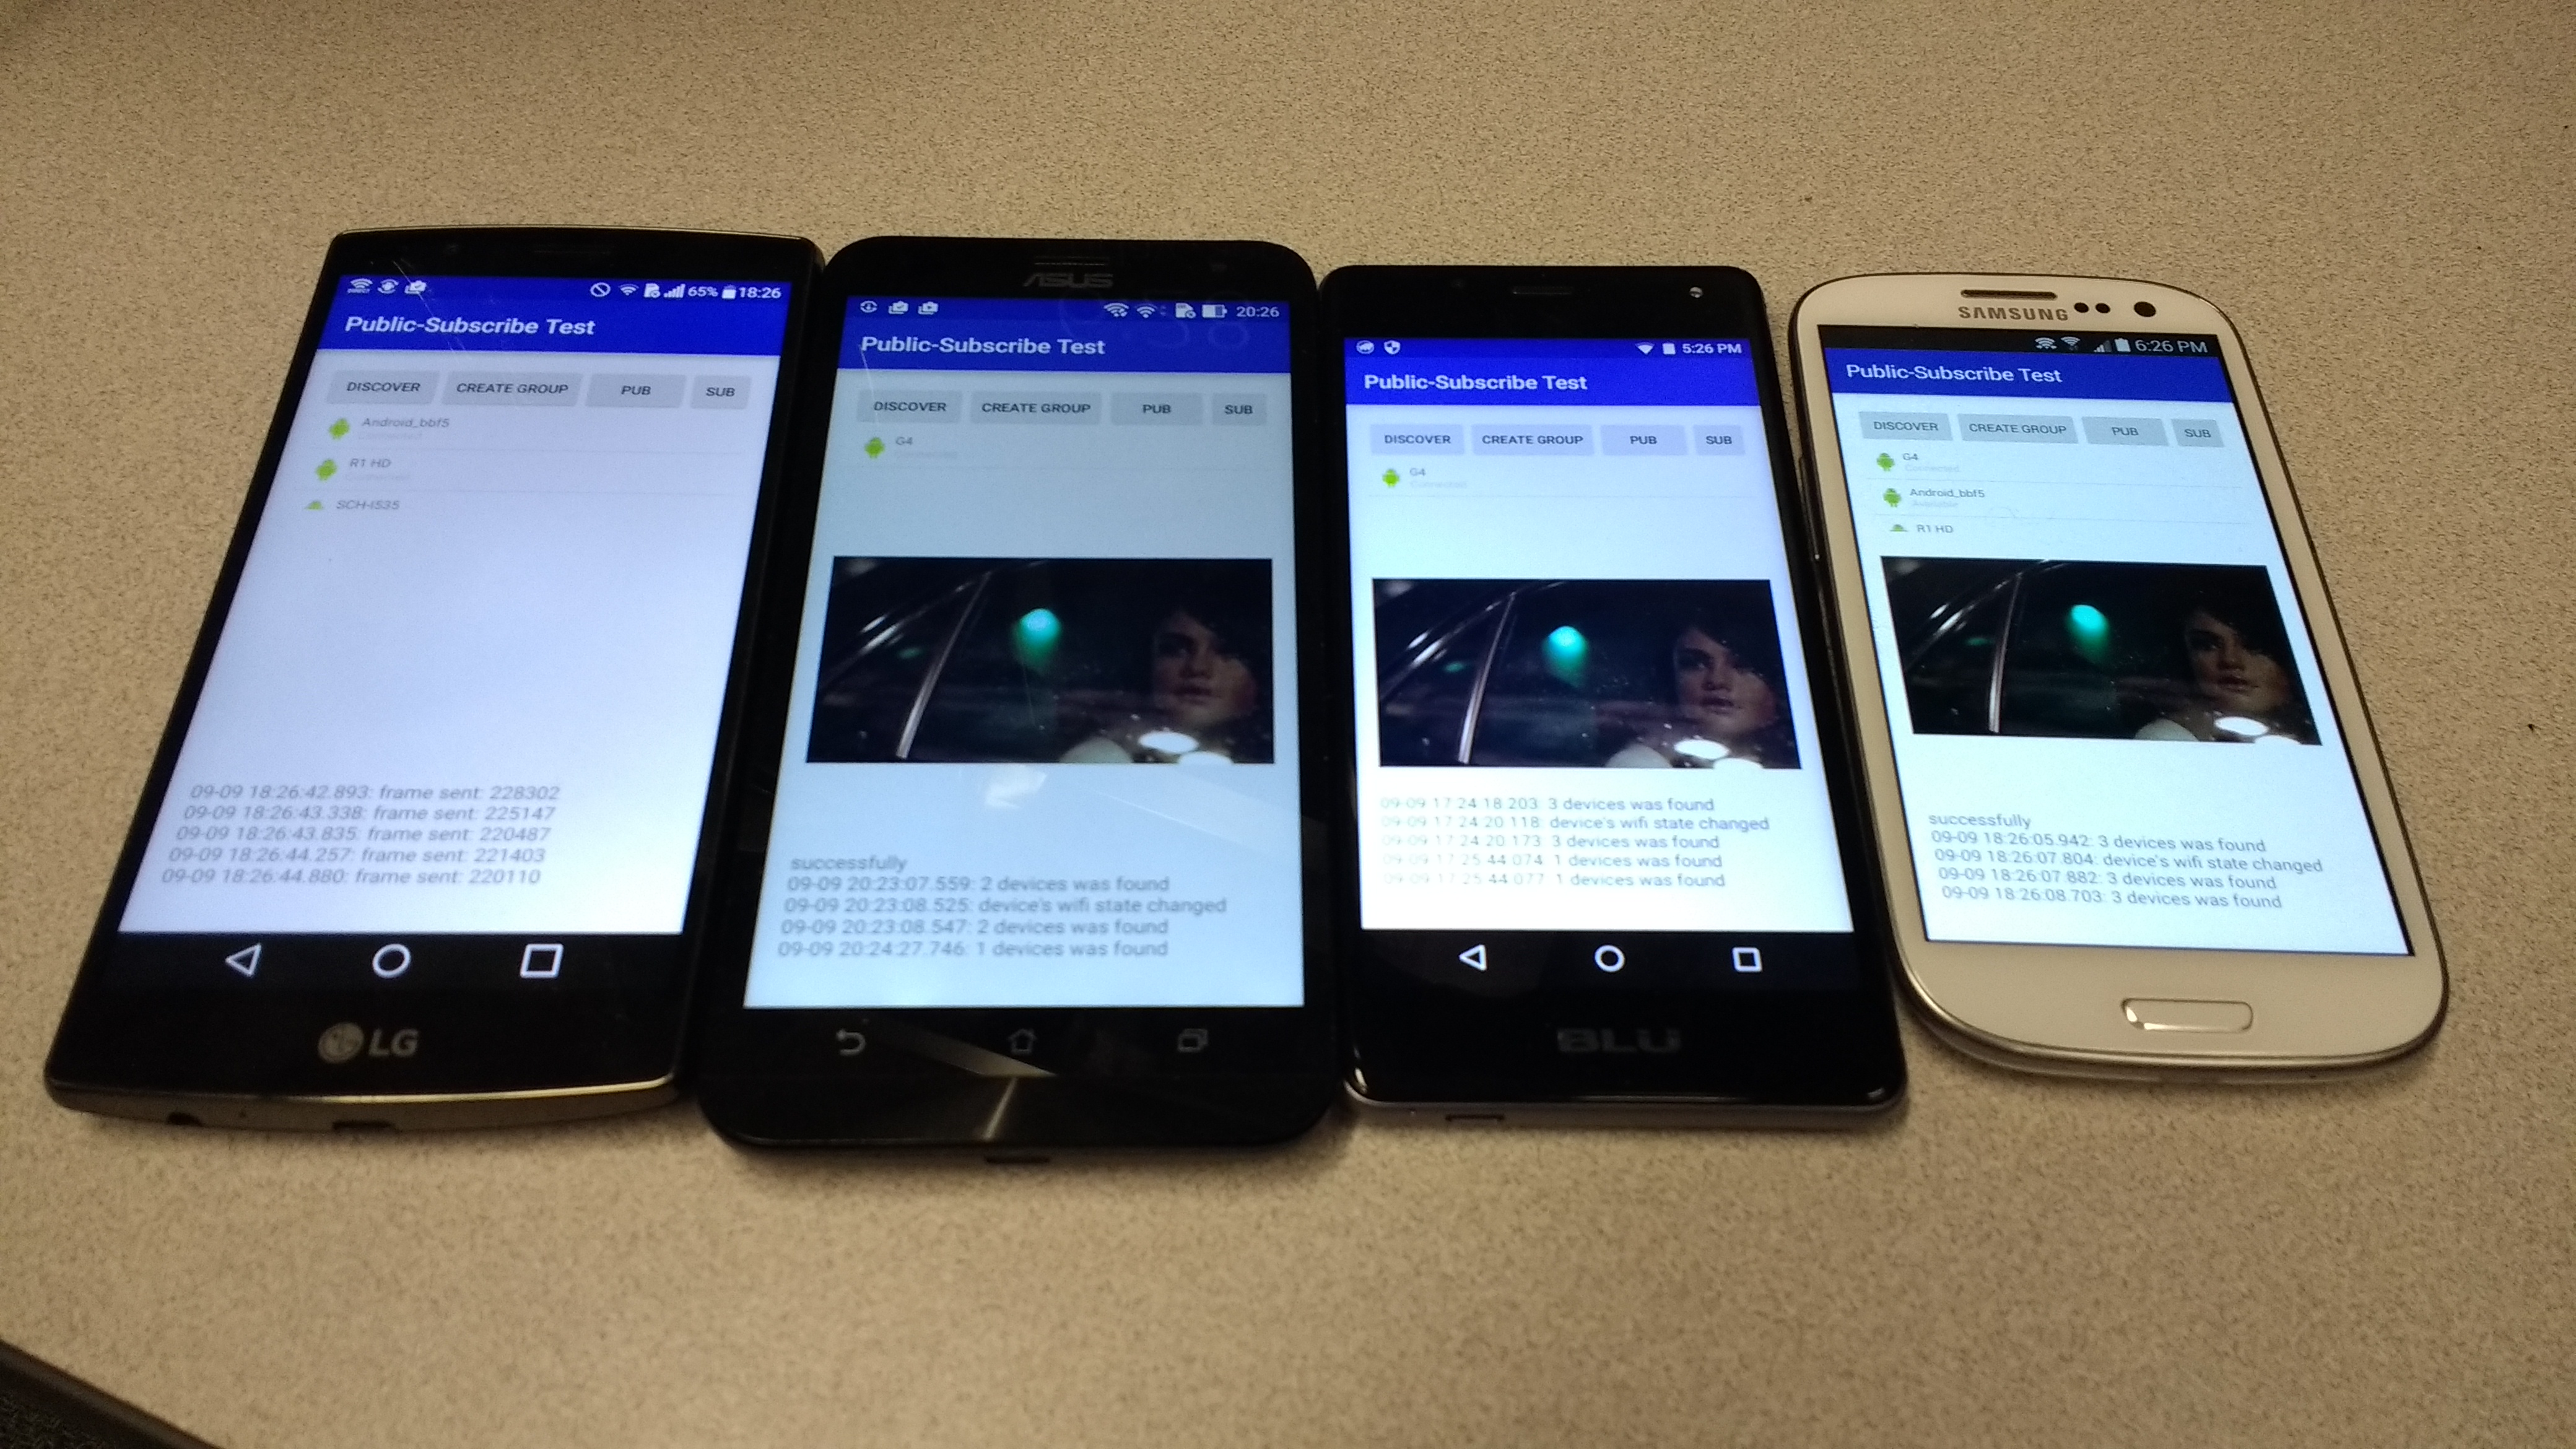 65% 18:26
Public-Subscribe Test
DISCOVER CREATE GROUP PUB SUB
Android_bbf5
Connected
R1 HD
Connected
SCH-I535
09-09 18:26:42.893: frame sent: 228302
09-09 18:26:43.338: frame sent: 225147
09-09 18:26:43.835: frame sent: 220487
09-09 18:26:44.257: frame sent: 221403
09-09 18:26:44.880: frame sent: 220110
LG
ASUS
20:26
Public-Subscribe Test
DISCOVER CREATE GROUP PUB SUB
G4
Connected
successfully
09-09 20:23:07.559: 2 devices was found
09-09 20:23:08.525: device's wifi state changed
09-09 20:23:08.547: 2 devices was found
09-09 20:24:27.746: 1 devices was found
5:26 PM
Public-Subscribe Test
DISCOVER CREATE GROUP PUB SUB
G4
Connected
09-09 17:24:18.203: 3 devices was found
09-09 17:24:20.118: device's wifi state changed
09-09 17:24:20.173: 3 devices was found
09-09 17:25:44.074: 1 devices was found
09-09 17:25:44.077: 1 devices was found
BLU
SAMSUNG
6:26 PM
Public-Subscribe Test
DISCOVER CREATE GROUP PUB SUB
G4
Connected
Android_bbf5
Available
R1 HD
successfully
09-09 18:26:05.942: 3 devices was found
09-09 18:26:07.804: device's wifi state changed
09-09 18:26:07.882: 3 devices was found
09-09 18:26:08.703: 3 devices was found